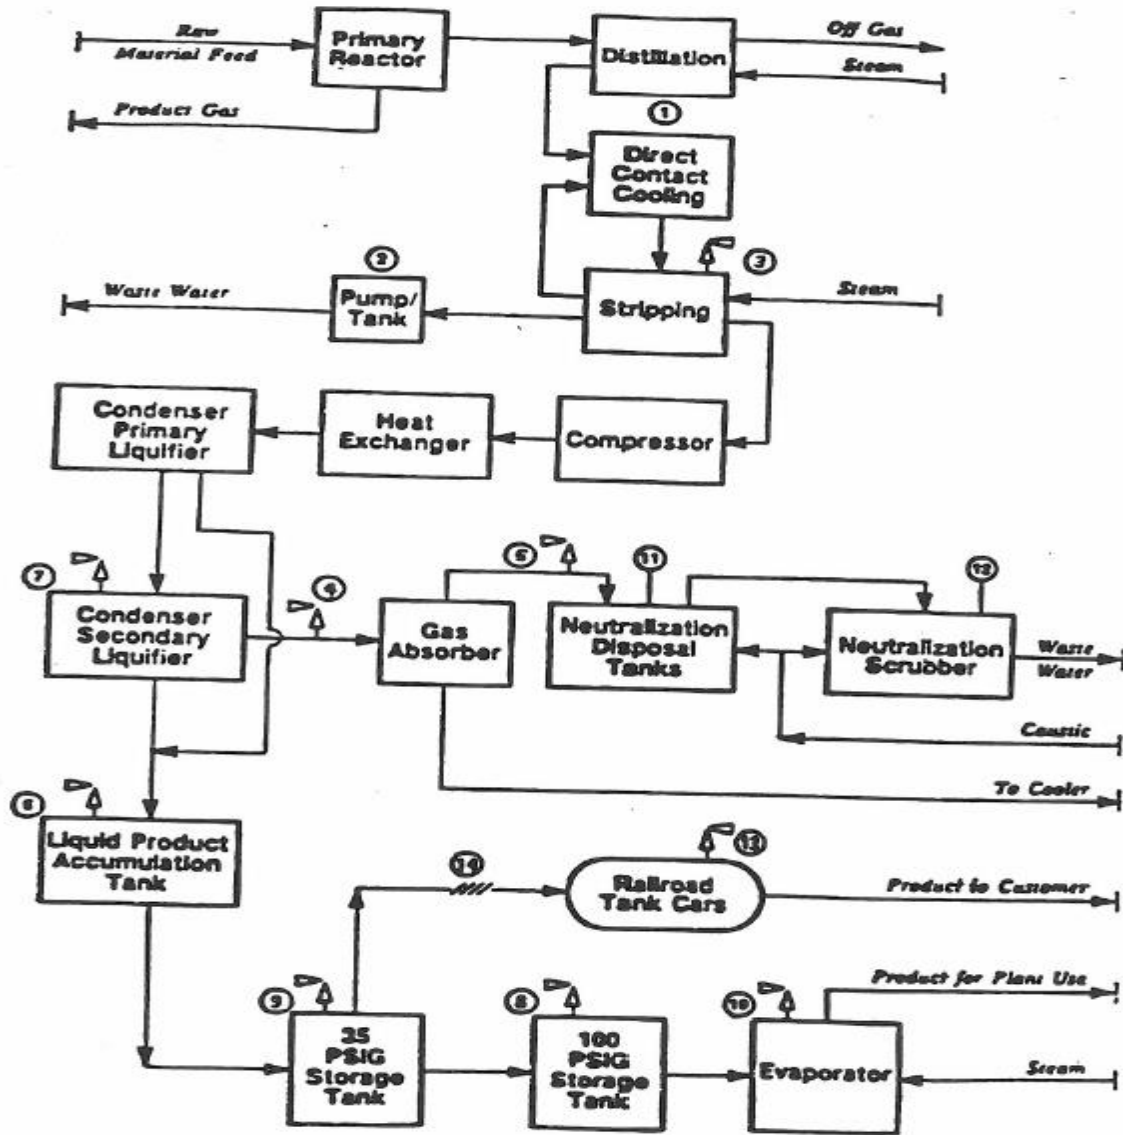 Raw
Material Feed
Primary
Reactor
Distillation
Off Gas
Steam
Product Gas
1
Direct
Contact
Cooling
2
3
Waste Water
Pump/
Tank
Stripping
Steam
Condenser
Primary
Liquifier
Heat
Exchanger
Compressor
7
4
5
11
12
Condenser
Secondary
Liquifier
Gas
Absorber
Neutralization
Disposal
Tanks
Neutralization
Scrubber
Waste
Water
Caustic
To Cooler
6
Liquid Product
Accumulation
Tank
14
13
Railroad
Tank Cars
Product to Customer
9
8
10
Product for Plant Use
35
PSIG
Storage
Tank
100
PSIG
Storage
Tank
Evaporator
Steam